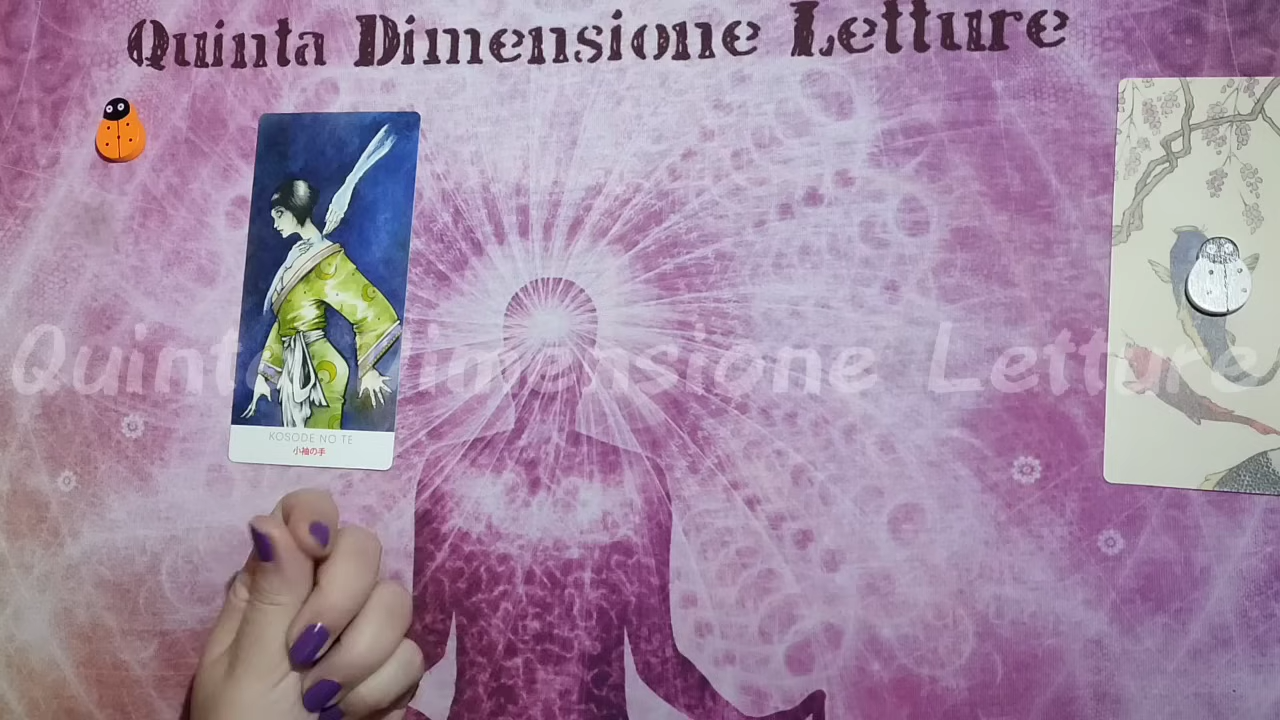 Quinta Dimensione Letture
Quinta Dimensione Letture
KOSODE NO TE
小袖の手